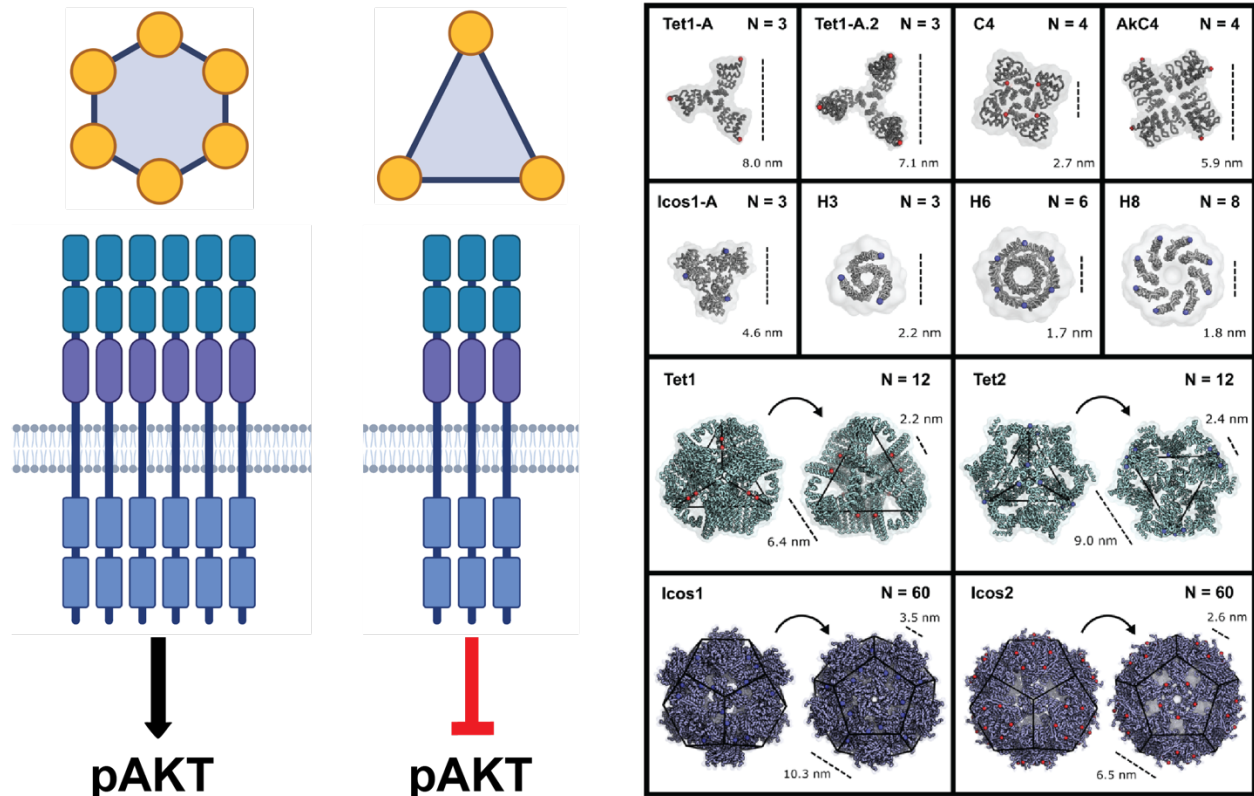 pAKT
pAKT
Tet1-A N = 3
8.0 nm
Tet1-A.2 N = 3
7.1 nm
C4 N = 4
2.7 nm
AkC4 N = 4
5.9 nm
Icos1-A N = 3
4.6 nm
H3 N = 3
2.2 nm
H6 N = 6
1.7 nm
H8 N = 8
1.8 nm
Tet1 N = 12
2.2 nm
6.4 nm
Tet2 N = 12
2.4 nm
9.0 nm
Icos1 N = 60
3.5 nm
10.3 nm
Icos2 N = 60
2.6 nm
6.5 nm